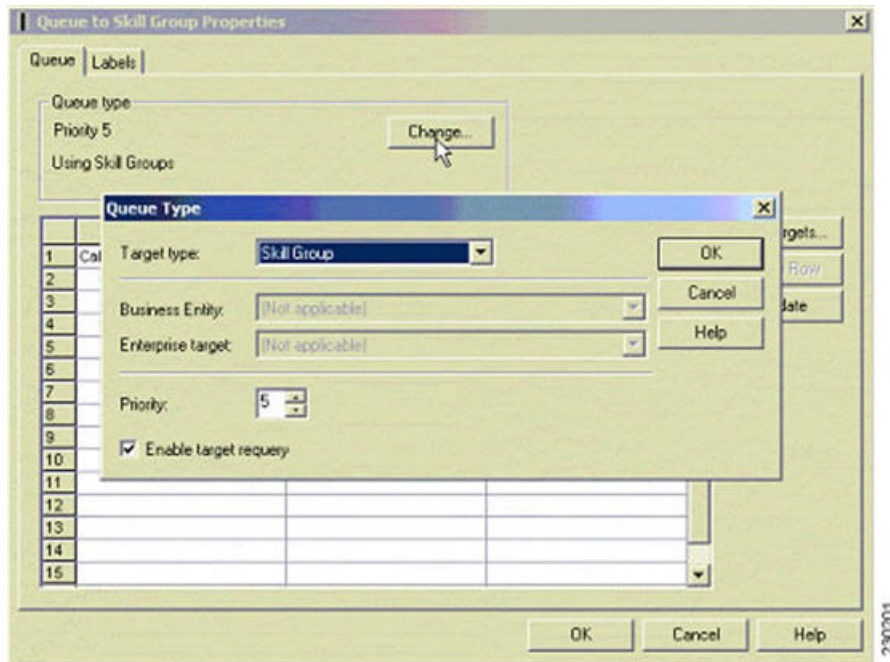 Queue to Skill Group Properties
Queue
Labels
Queue type
Priority 5
Change...
Using Skill Groups
Queue Type
Target type:
Skill Group
OK
Cancel
Help
Business Entity:
(Not applicable)
Enterprise target:
(Not applicable)
Priority:
5
Enable target requery
1
2
3
4
5
6
7
8
9
10
11
12
13
14
15
Row
OK
Cancel
Help
230201